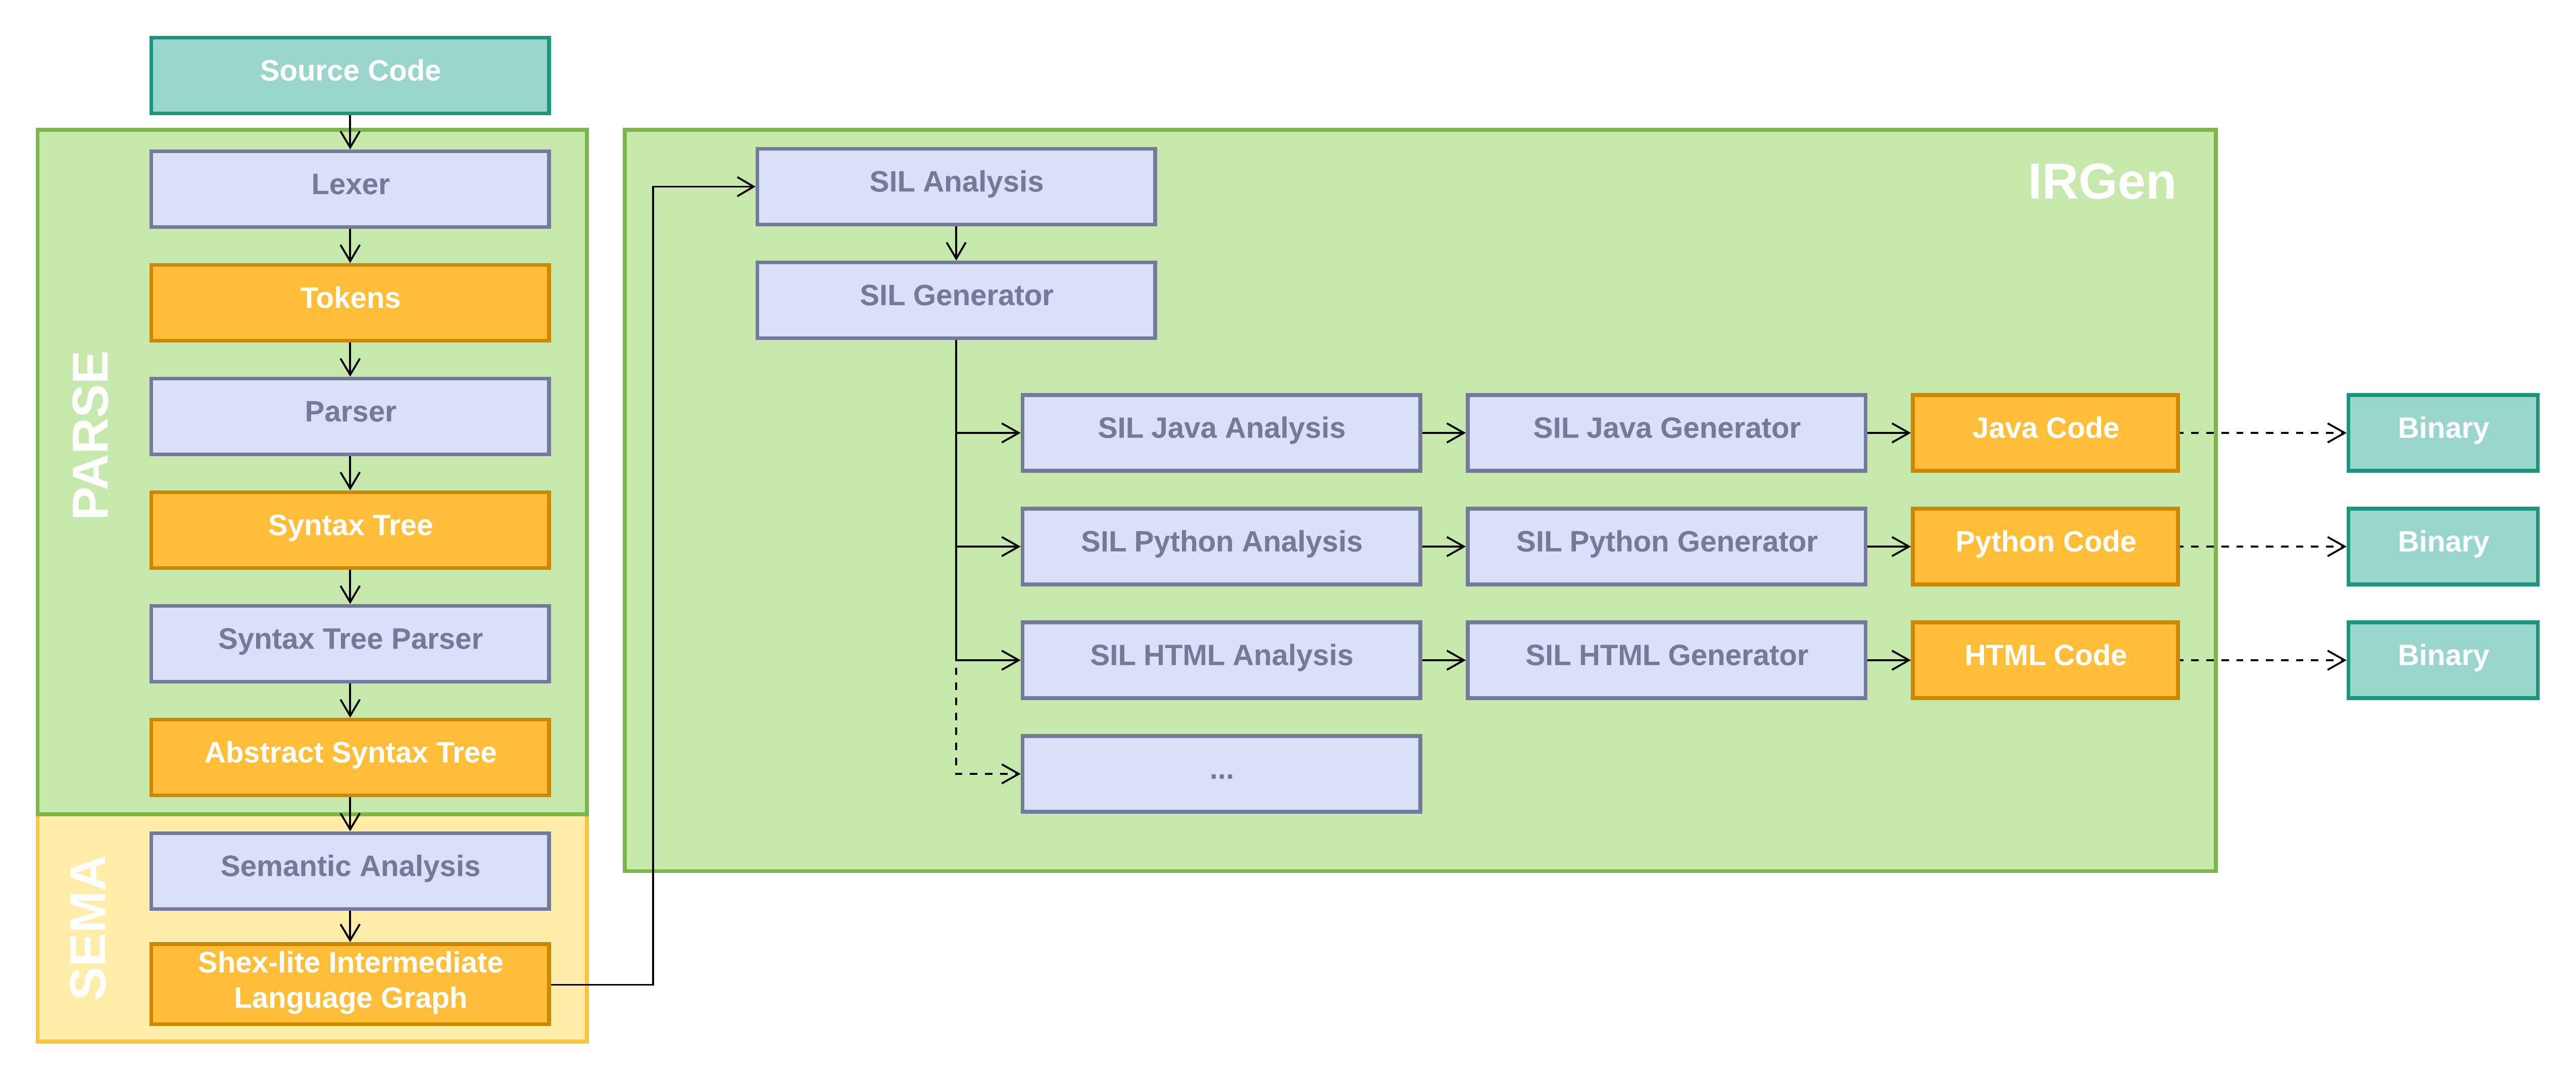 Source Code
PARSE
Lexer
Tokens
Parser
Syntax Tree
Syntax Tree Parser
Abstract Syntax Tree
SEMA
Semantic Analysis
Shex-lite Intermediate
Language Graph
IRGen
SIL Analysis
SIL Generator
SIL Java Analysis
SIL Java Generator
Java Code
Binary
SIL Python Analysis
SIL Python Generator
Python Code
Binary
SIL HTML Analysis
SIL HTML Generator
HTML Code
Binary
...